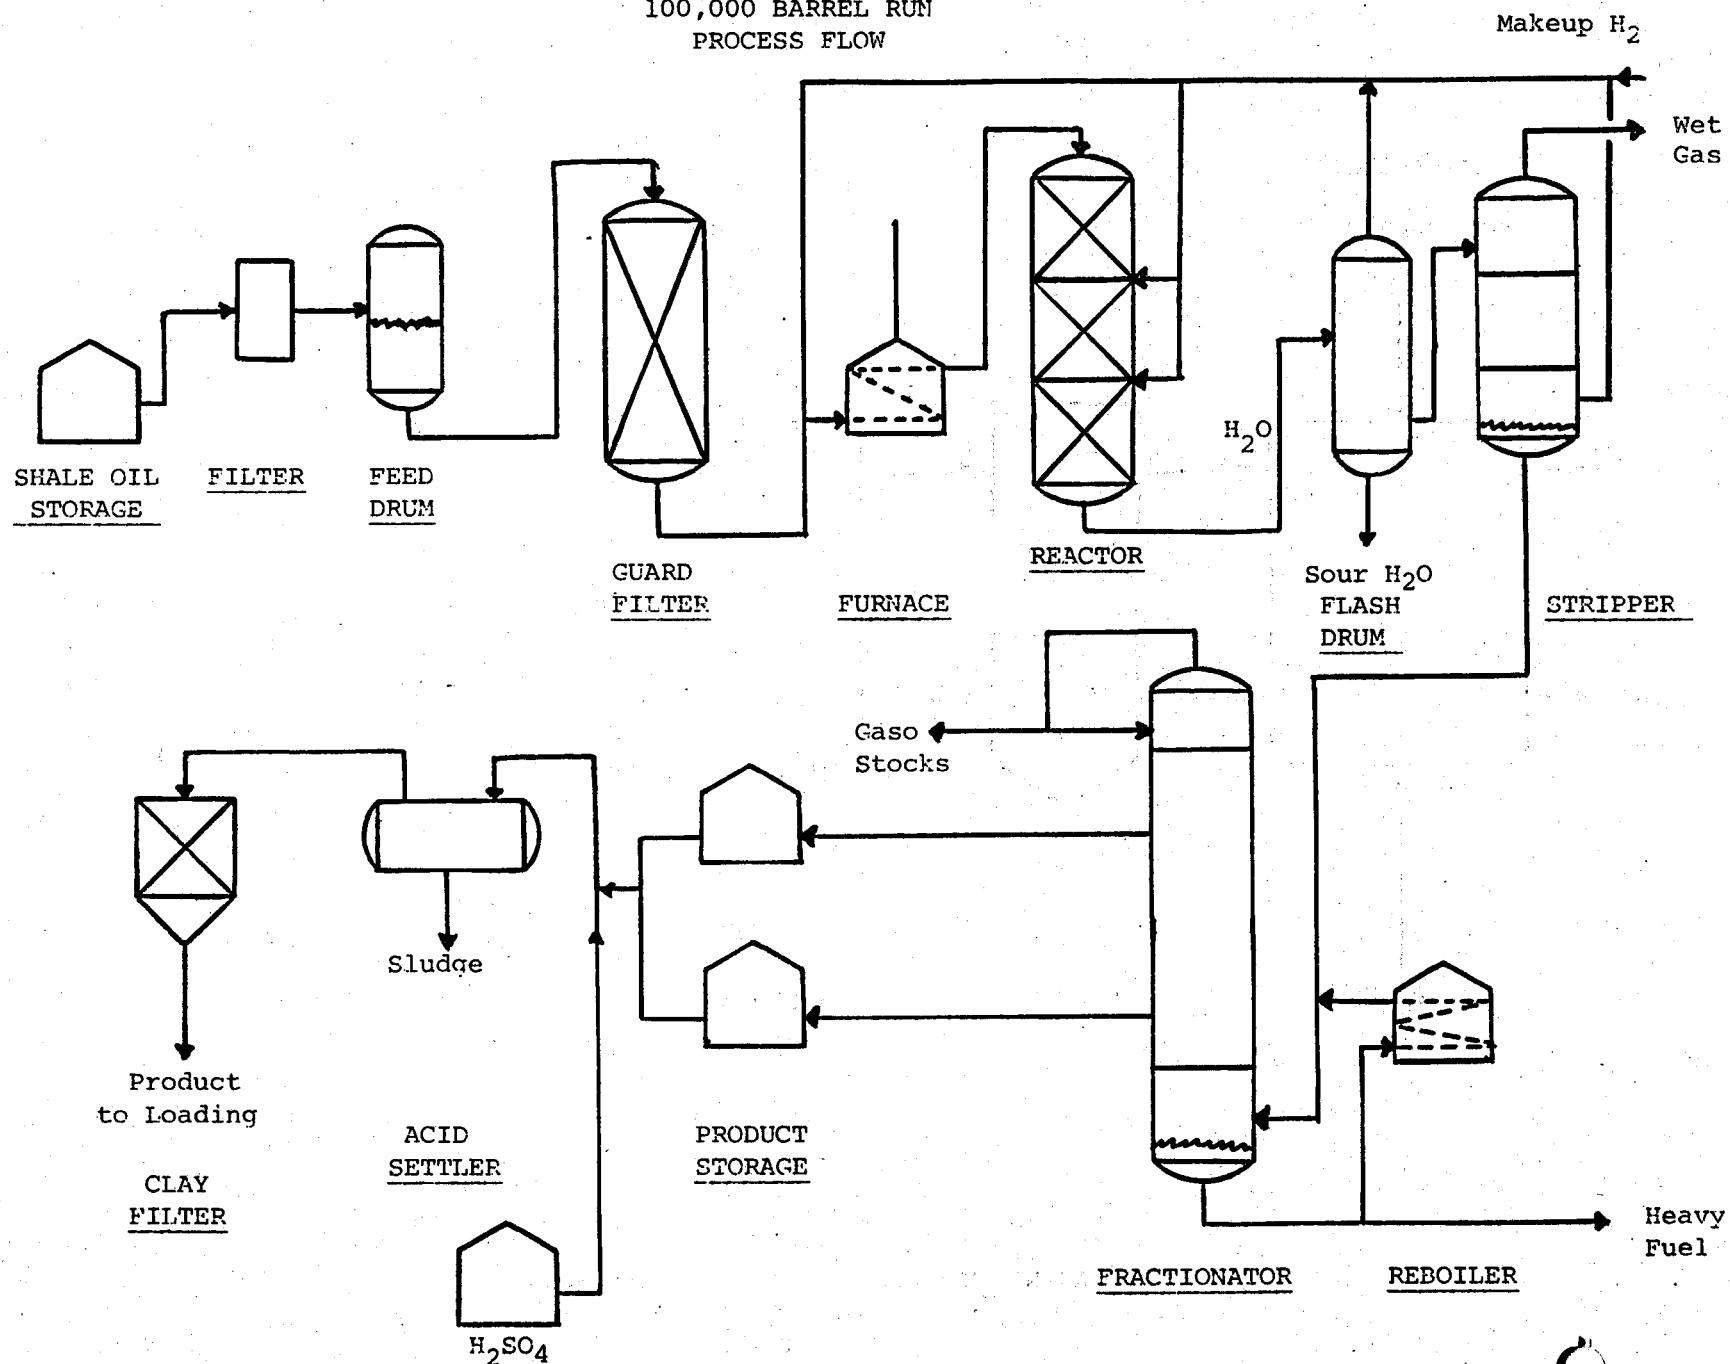 100,000 BARREL RUN
PROCESS FLOW
Makeup H2
Wet
Gas
SHALE OIL
STORAGE
FILTER
FEED
DRUM
GUARD
FILTER
FURNACE
REACTOR
H2O
Sour H2O
FLASH
DRUM
STRIPPER
Gaso
Stocks
Sludge
Product
to Loading
CLAY
FILTER
ACID
SETTLER
PRODUCT
STORAGE
H2SO4
FRACTIONATOR
REBOILER
Heavy
Fuel